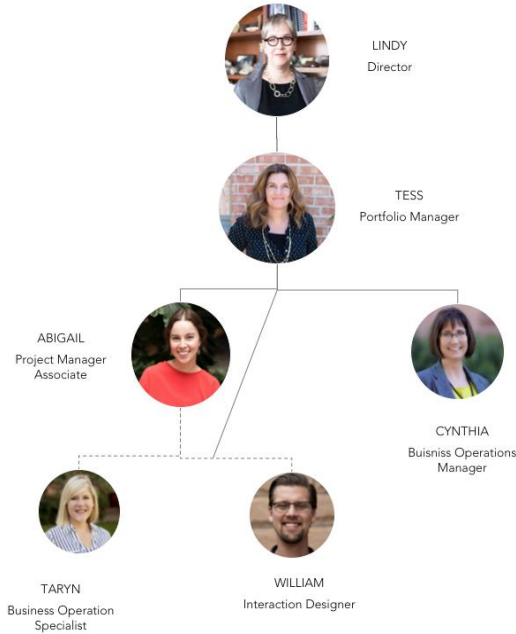 LINDY
Director
TESS
Portfolio Manager
ABIGAIL
Project Manager
Associate
CYNTHIA
Buisniss Operations
Manager
TARYN
Business Operation
Specialist
WILLIAM
Interaction Designer